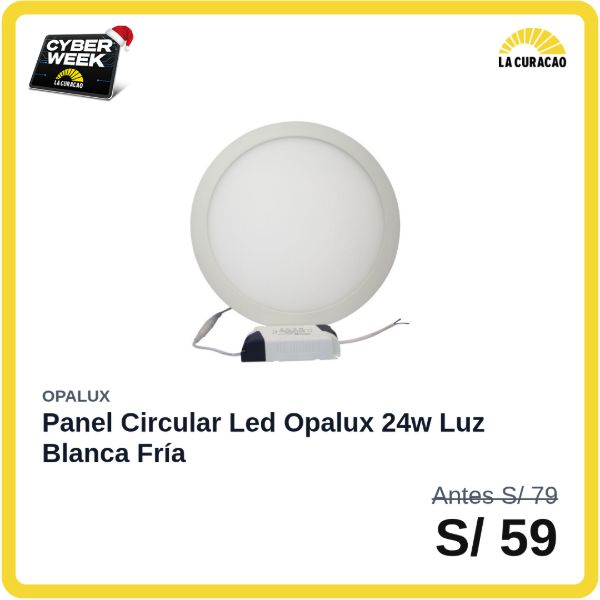 CYBER
WEEK
LA CURACAO
LA CURACAO
OPALUX
Panel Circular Led Opalux 24w Luz
Blanca Fría
Antes S/ 79
S/ 59